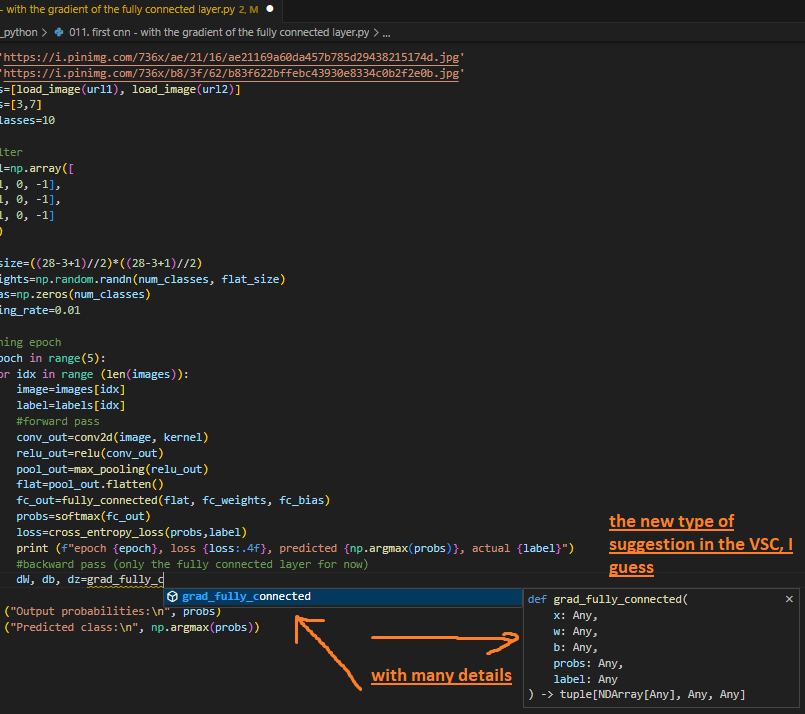 - with the gradient of the fully connected layer.py 2, M
_python > 011. first cnn - with the gradient of the fully connected layer.py > ...
'https://i.pinimg.com/736x/ae/21/16/ae21169a60da457b785d29438215174d.jpg'
'https://i.pinimg.com/736x/b8/3f/62/b83f622bffebc43930e8334c0b2f2e0b.jpg'
s=[load_image(url1), load_image(url2)]
s=[3,7]
lasses=10
lter
l=np.array([
1, 0, -1],
1, 0, -1],
1, 0, -1]
)
size=((28-3+1)//2)*((28-3+1)//2)
ights=np.random.randn(num_classes, flat_size)
as=np.zeros(num_classes)
ing_rate=0.01
ning epoch
poch in range(5):
or idx in range (len(images)):
image=images[idx]
label=labels[idx]
#forward pass
conv_out=conv2d(image, kernel)
relu_out=relu(conv_out)
pool_out=max_pooling(relu_out)
flat=pool_out.flatten()
fc_out=fully_connected(flat, fc_weights, fc_bias)
probs=softmax(fc_out)
loss=cross_entropy_loss(probs,label)
print (f"epoch {epoch}, loss {loss:.4f}, predicted {np.argmax(probs)}, actual {label}")
#backward pass (only the fully connected layer for now)
dW, db, dz=grad_fully_c
grad_fully_connected
("Output probabilities:\n", probs)
("Predicted class:\n", np.argmax(probs))
the new type of
suggestion in the VSC, I
guess
with many details
def grad_fully_connected(
x: Any,
w: Any,
b: Any,
probs: Any,
label: Any
) -> tuple[NDArray[Any], Any, Any]